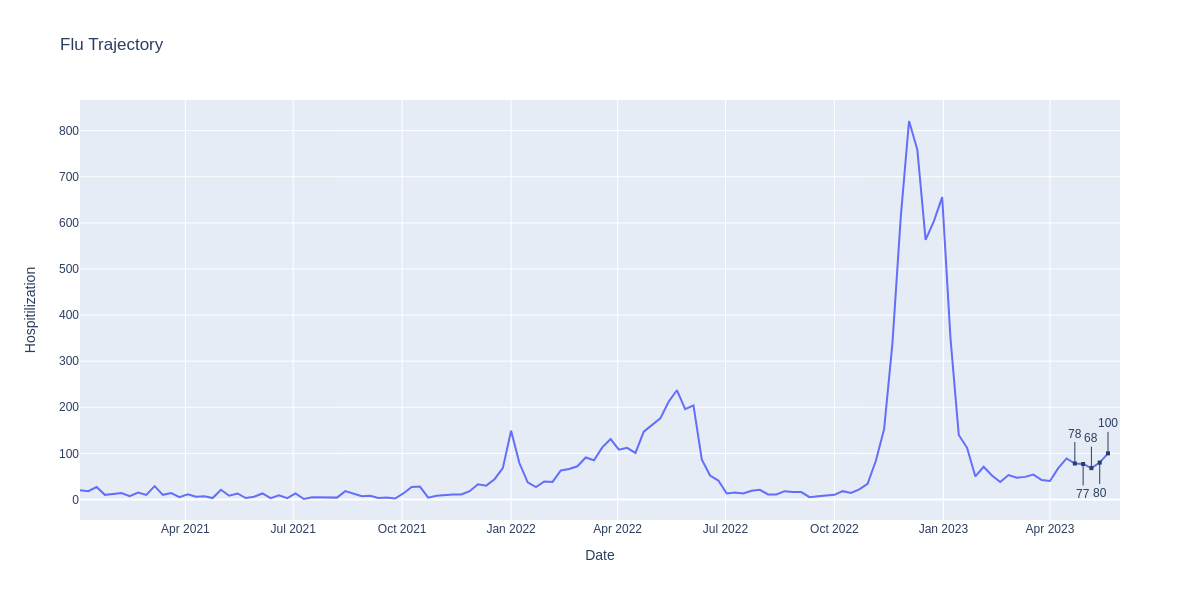 Flu Trajectory
800
700
600
500
400
300
200
100
0
Hospitilization
78
77
68
80
100
Apr 2021
Jul 2021
Oct 2021
Jan 2022
Apr 2022
Jul 2022
Oct 2022
Jan 2023
Apr 2023
Date